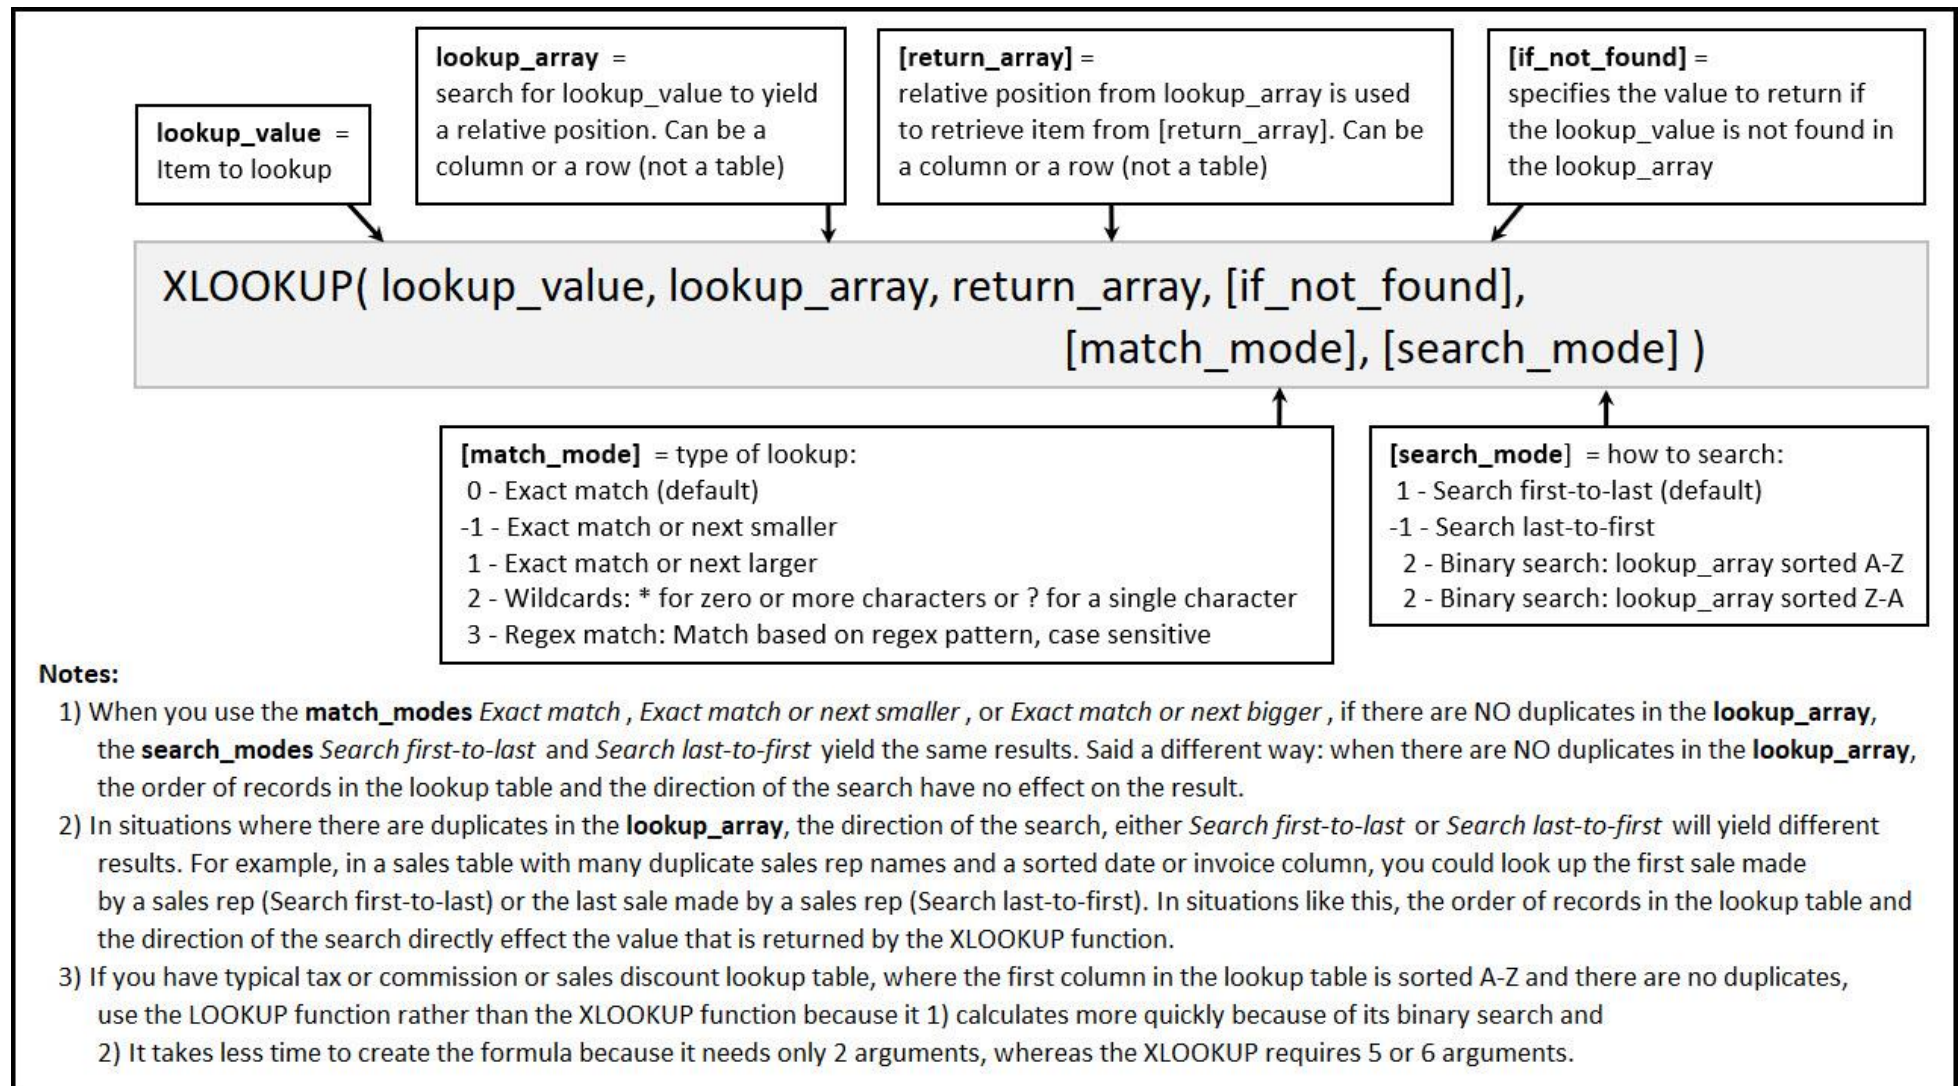 lookup_value =
Item to lookup
lookup_array =
search for lookup_value to yield
a relative position. Can be a
column or a row (not a table)
[return_array] =
relative position from lookup_array is used
to retrieve item from [return_array]. Can be
a column or a row (not a table)
[if_not_found] =
specifies the value to return if
the lookup_value is not found in
the lookup_array
XLOOKUP( lookup_value, lookup_array, return_array, [if_not_found],
[match_mode], [search_mode] )
[match_mode] = type of lookup:
0 - Exact match (default)
-1 - Exact match or next smaller
1 - Exact match or next larger
2 - Wildcards: * for zero or more characters or ? for a single character
3 - Regex match: Match based on regex pattern, case sensitive
[search_mode] = how to search:
1 - Search first-to-last (default)
-1 - Search last-to-first
2 - Binary search: lookup_array sorted A-Z
2 - Binary search: lookup_array sorted Z-A
Notes:
1) When you use the match_modes Exact match , Exact match or next smaller , or Exact match or next bigger , if there are NO duplicates in the lookup_array,
the search_modes Search first-to-last and Search last-to-first yield the same results. Said a different way: when there are NO duplicates in the lookup_array,
the order of records in the lookup table and the direction of the search have no effect on the result.
2) In situations where there are duplicates in the lookup_array, the direction of the search, either Search first-to-last or Search last-to-first will yield different
results. For example, in a sales table with many duplicate sales rep names and a sorted date or invoice column, you could look up the first sale made
by a sales rep (Search first-to-last) or the last sale made by a sales rep (Search last-to-first). In situations like this, the order of records in the lookup table and
the direction of the search directly effect the value that is returned by the XLOOKUP function.
3) If you have typical tax or commission or sales discount lookup table, where the first column in the lookup table is sorted A-Z and there are no duplicates,
use the LOOKUP function rather than the XLOOKUP function because it 1) calculates more quickly because of its binary search and
2) It takes less time to create the formula because it needs only 2 arguments, whereas the XLOOKUP requires 5 or 6 arguments.